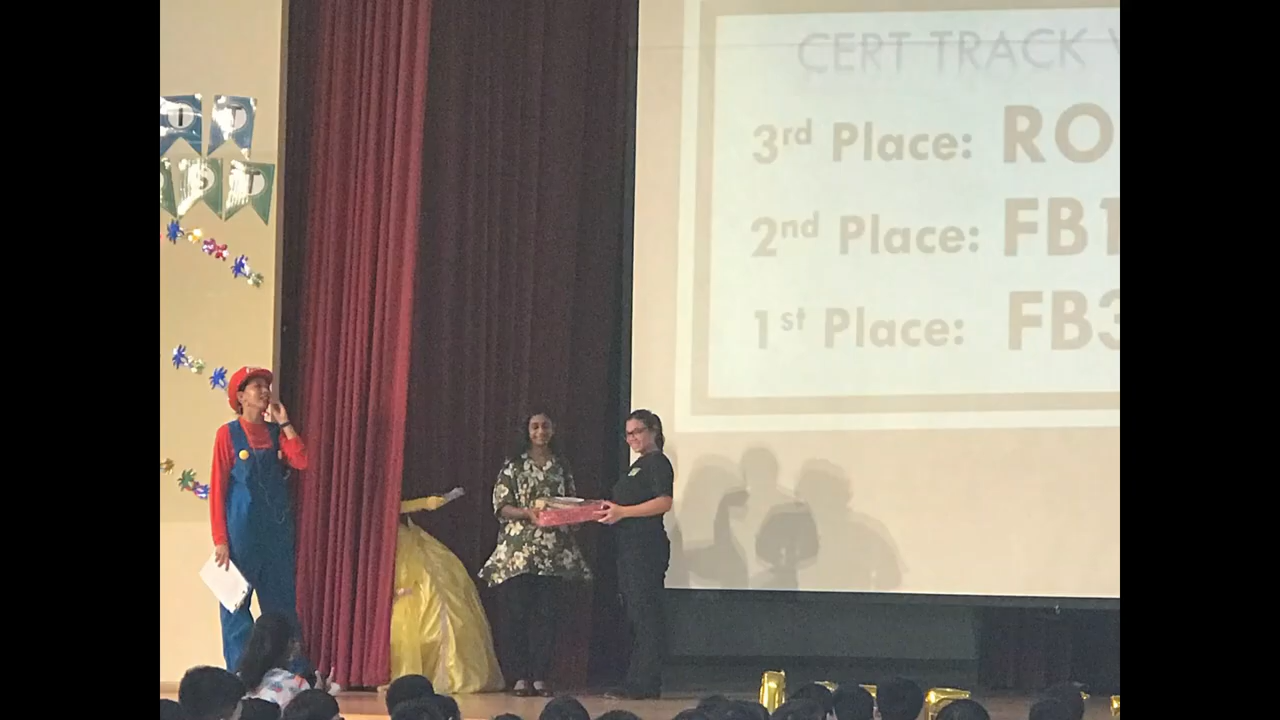 CERT TRACK
3rd Place: RO
2nd Place: FB1
1st Place: FB3
I T
S T